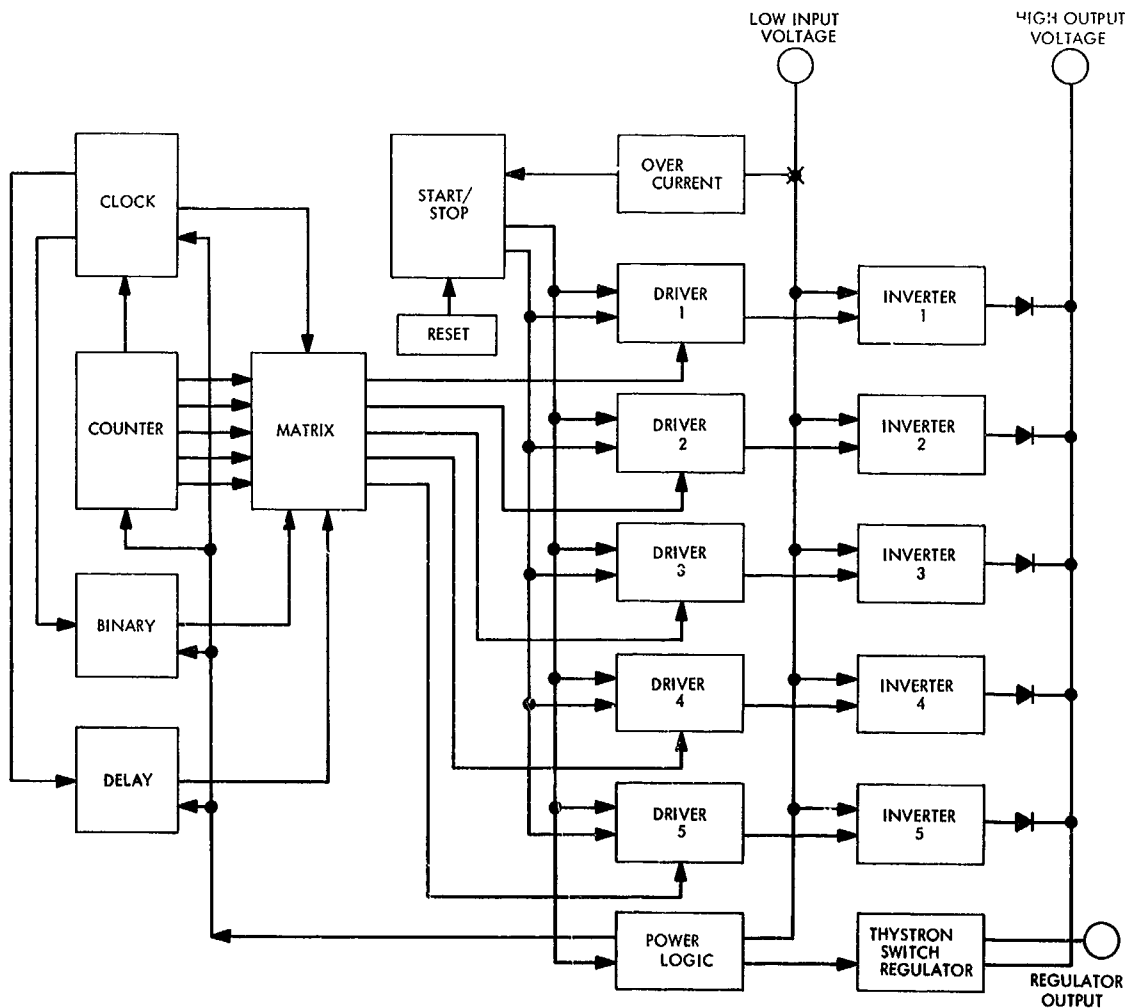 LOW INPUT
VOLTAGE
HIGH OUTPUT
VOLTAGE
CLOCK
START/
STOP
OVER
CURRENT
RESET
DRIVER
1
INVERTER
1
COUNTER
MATRIX
DRIVER
2
INVERTER
2
DRIVER
3
INVERTER
3
BINARY
DRIVER
4
INVERTER
4
DELAY
DRIVER
5
INVERTER
5
POWER
LOGIC
THYSTRON
SWITCH
REGULATOR
REGULATOR
OUTPUT